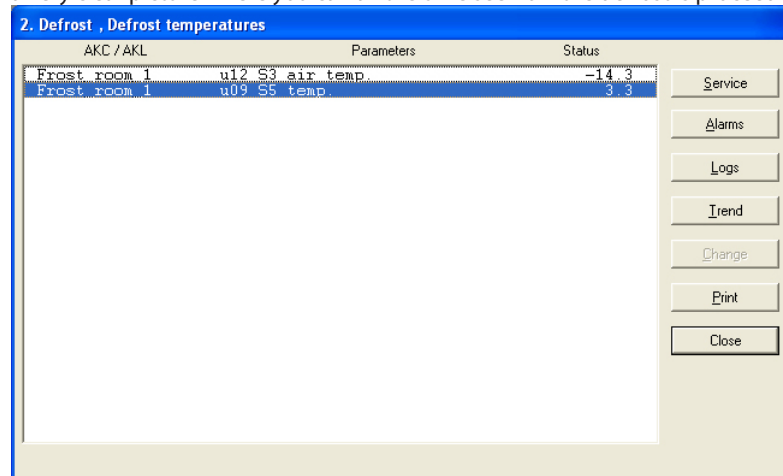 2. Defrost , Defrost temperatures
AKC / AKL Parameters Status
Frost room 1 u12 S3 air temp. -14.3
Frost room 1 u09 S5 temp. 3.3
Service
Alarms
Logs
Trend
Change
Print
Close